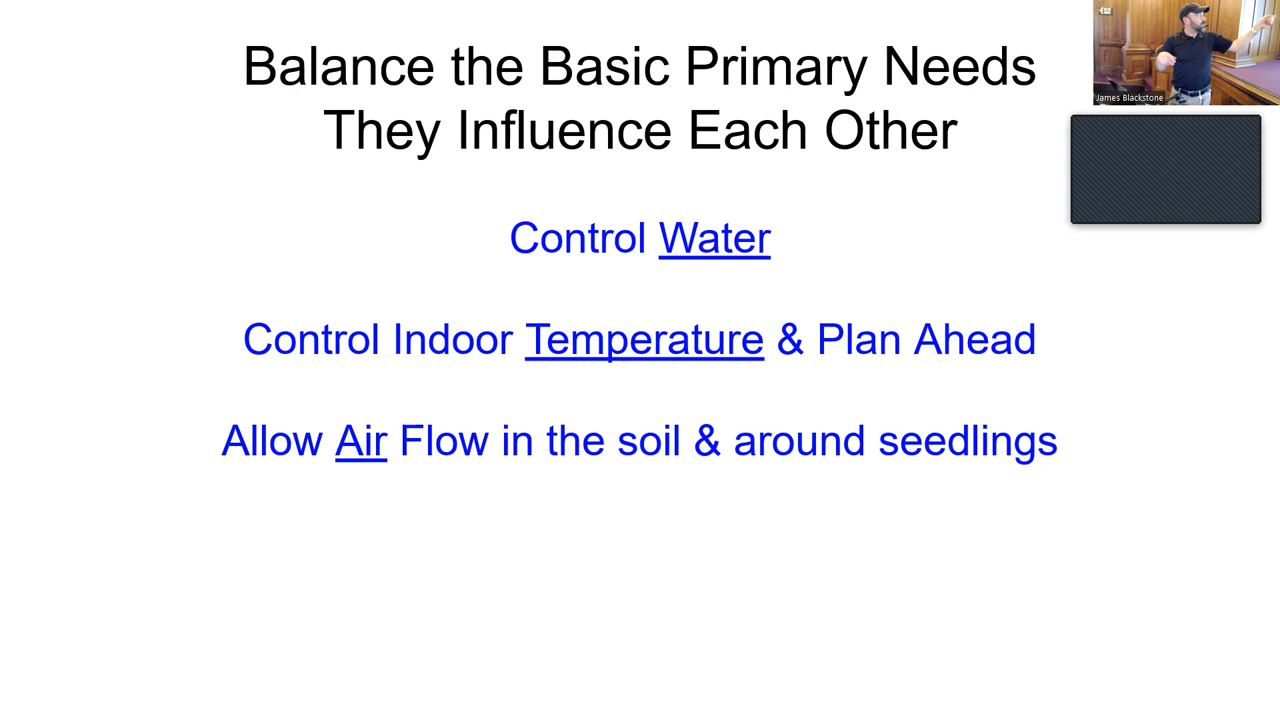 Balance the Basic Primary Needs
They Influence Each Other
Control Water
Control Indoor Temperature & Plan Ahead
Allow Air Flow in the soil & around seedlings
EXIT
James Blackstone